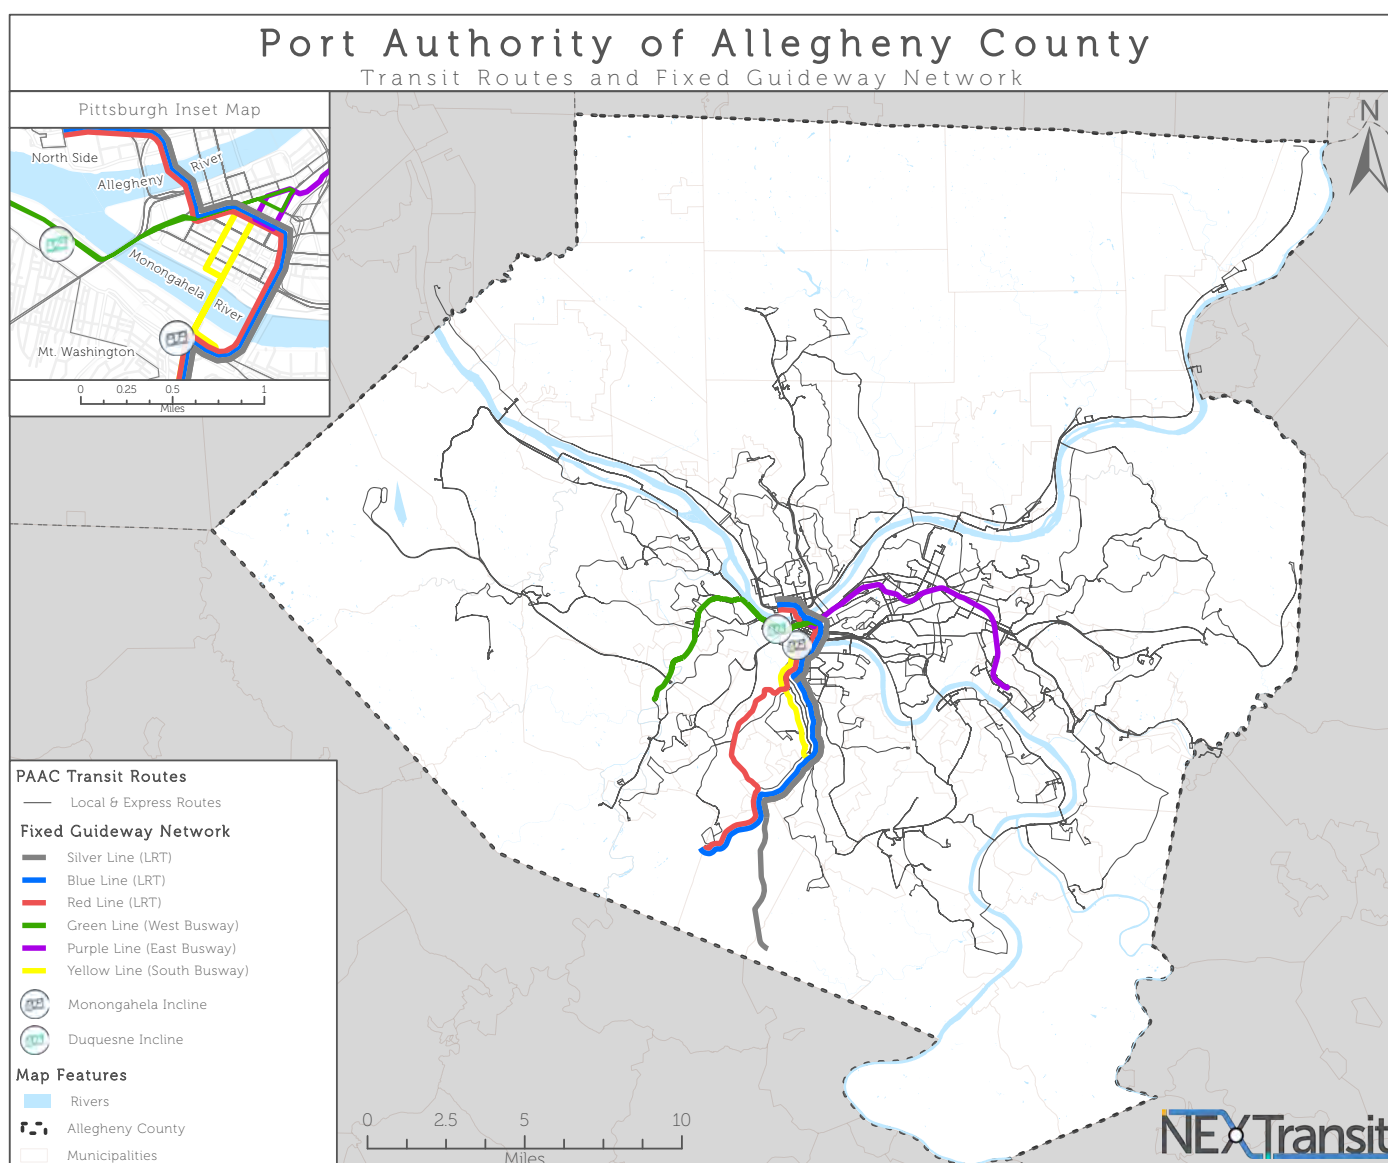 Port Authority of Allegheny County
Transit Routes and Fixed Guideway Network
Pittsburgh Inset Map
North Side
Allegheny River
Monongahela River
Mt. Washington
0 0.25 0.5 1
Miles
N
PAAC Transit Routes
Local & Express Routes
Fixed Guideway Network
Silver Line (LRT)
Blue Line (LRT)
Red Line (LRT)
Green Line (West Busway)
Purple Line (East Busway)
Yellow Line (South Busway)
Monongahela Incline
Duquesne Incline
Map Features
Rivers
Allegheny County
Municipalities
0 2.5 5 10
Miles
NEXTransit